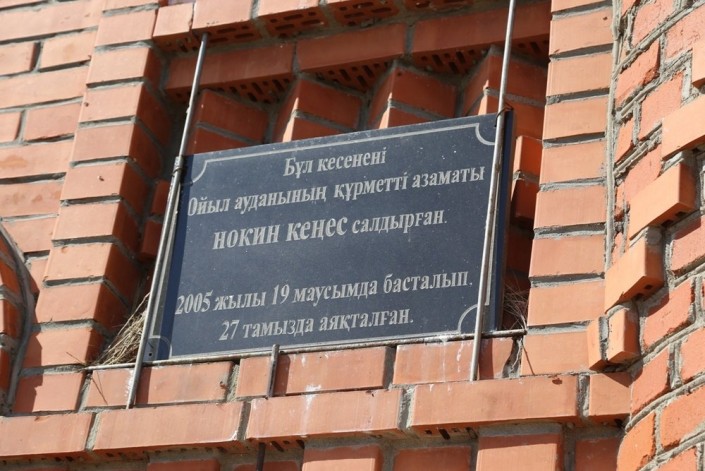 Бұл кесенені
Ойыл ауданының құрметті азаматы
НОКИН КЕҢЕС салдырған.
2005 жылы 19 маусымда басталып.
27 тамызда аяқталған.